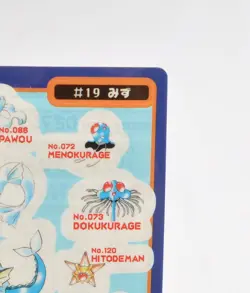 #19 みず
No.086
PAWOU
No.072
MENOKURAGE
No.073
DOKUKURAGE
No.120
HITODEMAN